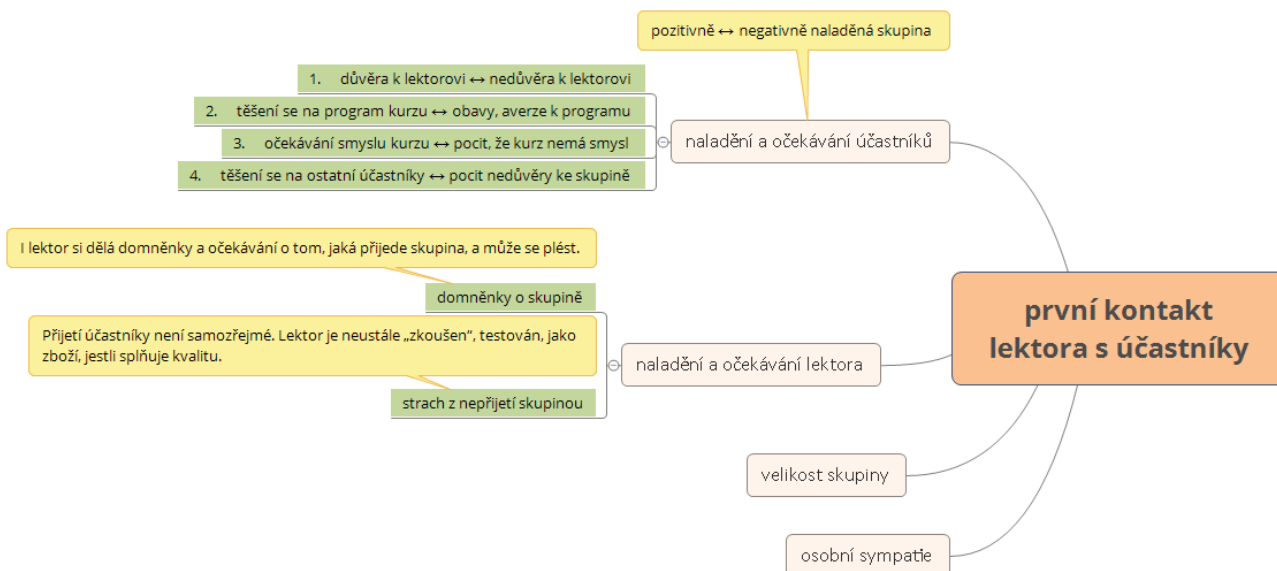 pozitivně ↔ negativně naladěná skupina
1. důvěra k lektorovi ↔ nedůvěra k lektorovi
2. těšení se na program kurzu ↔ obavy, averze k programu
3. očekávání smyslu kurzu ↔ pocit, že kurz nemá smysl
4. těšení se na ostatní účastníky ↔ pocit nedůvěry ke skupině
naladění a očekávání účastníků
I lektor si dělá domněnky a očekávání o tom, jaká přijede skupina, a může se plést.
domněnky o skupině
Přijetí účastníky není samozřejmé. Lektor je neustále „zkoušen“, testován, jako
zboží, jestli splňuje kvalitu.
strach z nepřijetí skupinou
naladění a očekávání lektora
první kontakt
lektora s účastníky
velikost skupiny
osobní sympatie